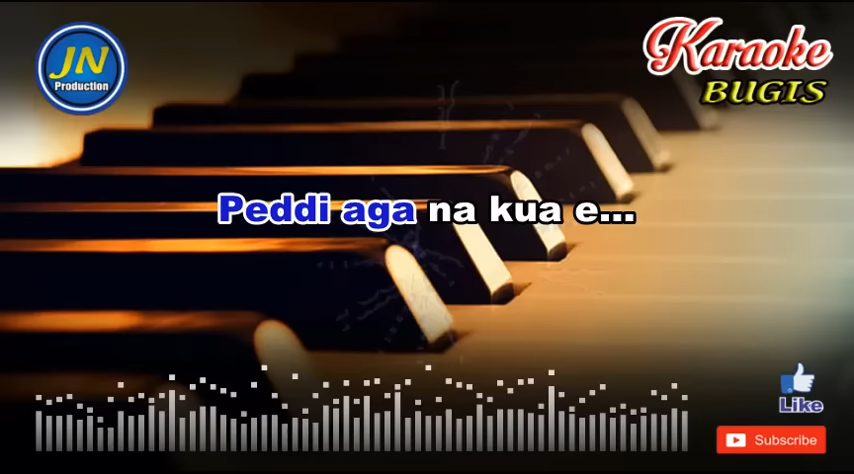 JN
Production
Karaoke
BUGIS
Peddi aga na kua e...
Like
Subscribe